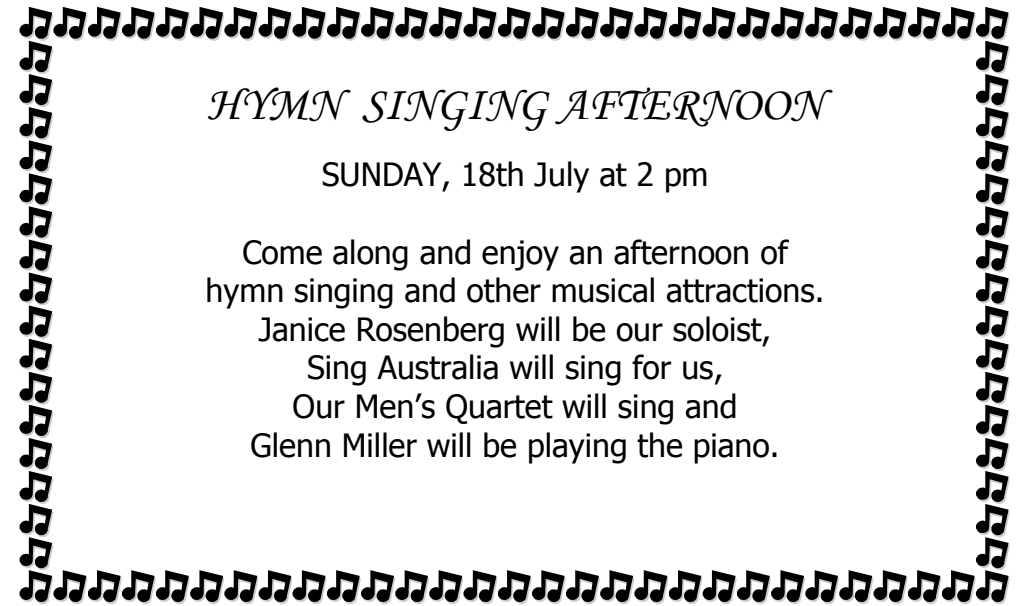 HYMN SINGING AFTERNOON
SUNDAY, 18th July at 2 pm
Come along and enjoy an afternoon of
hymn singing and other musical attractions.
Janice Rosenberg will be our soloist,
Sing Australia will sing for us,
Our Men’s Quartet will sing and
Glenn Miller will be playing the piano.